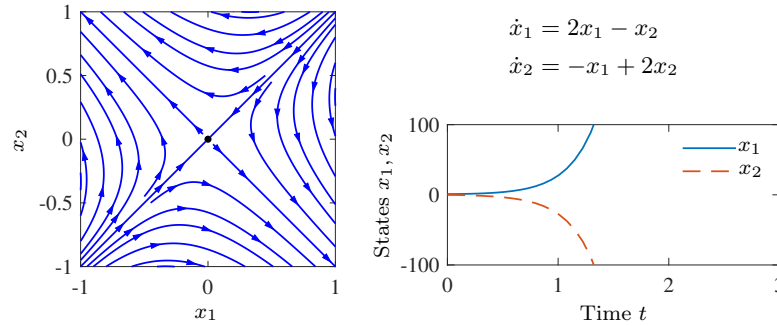 1
0.5
0
-0.5
-1
-1
0
1
x₁
x₂
ẋ₁ = 2x₁ − x₂
ẋ₂ = −x₁ + 2x₂
100
0
-100
0
1
2
3
States x₁, x₂
Time t
x₁
x₂